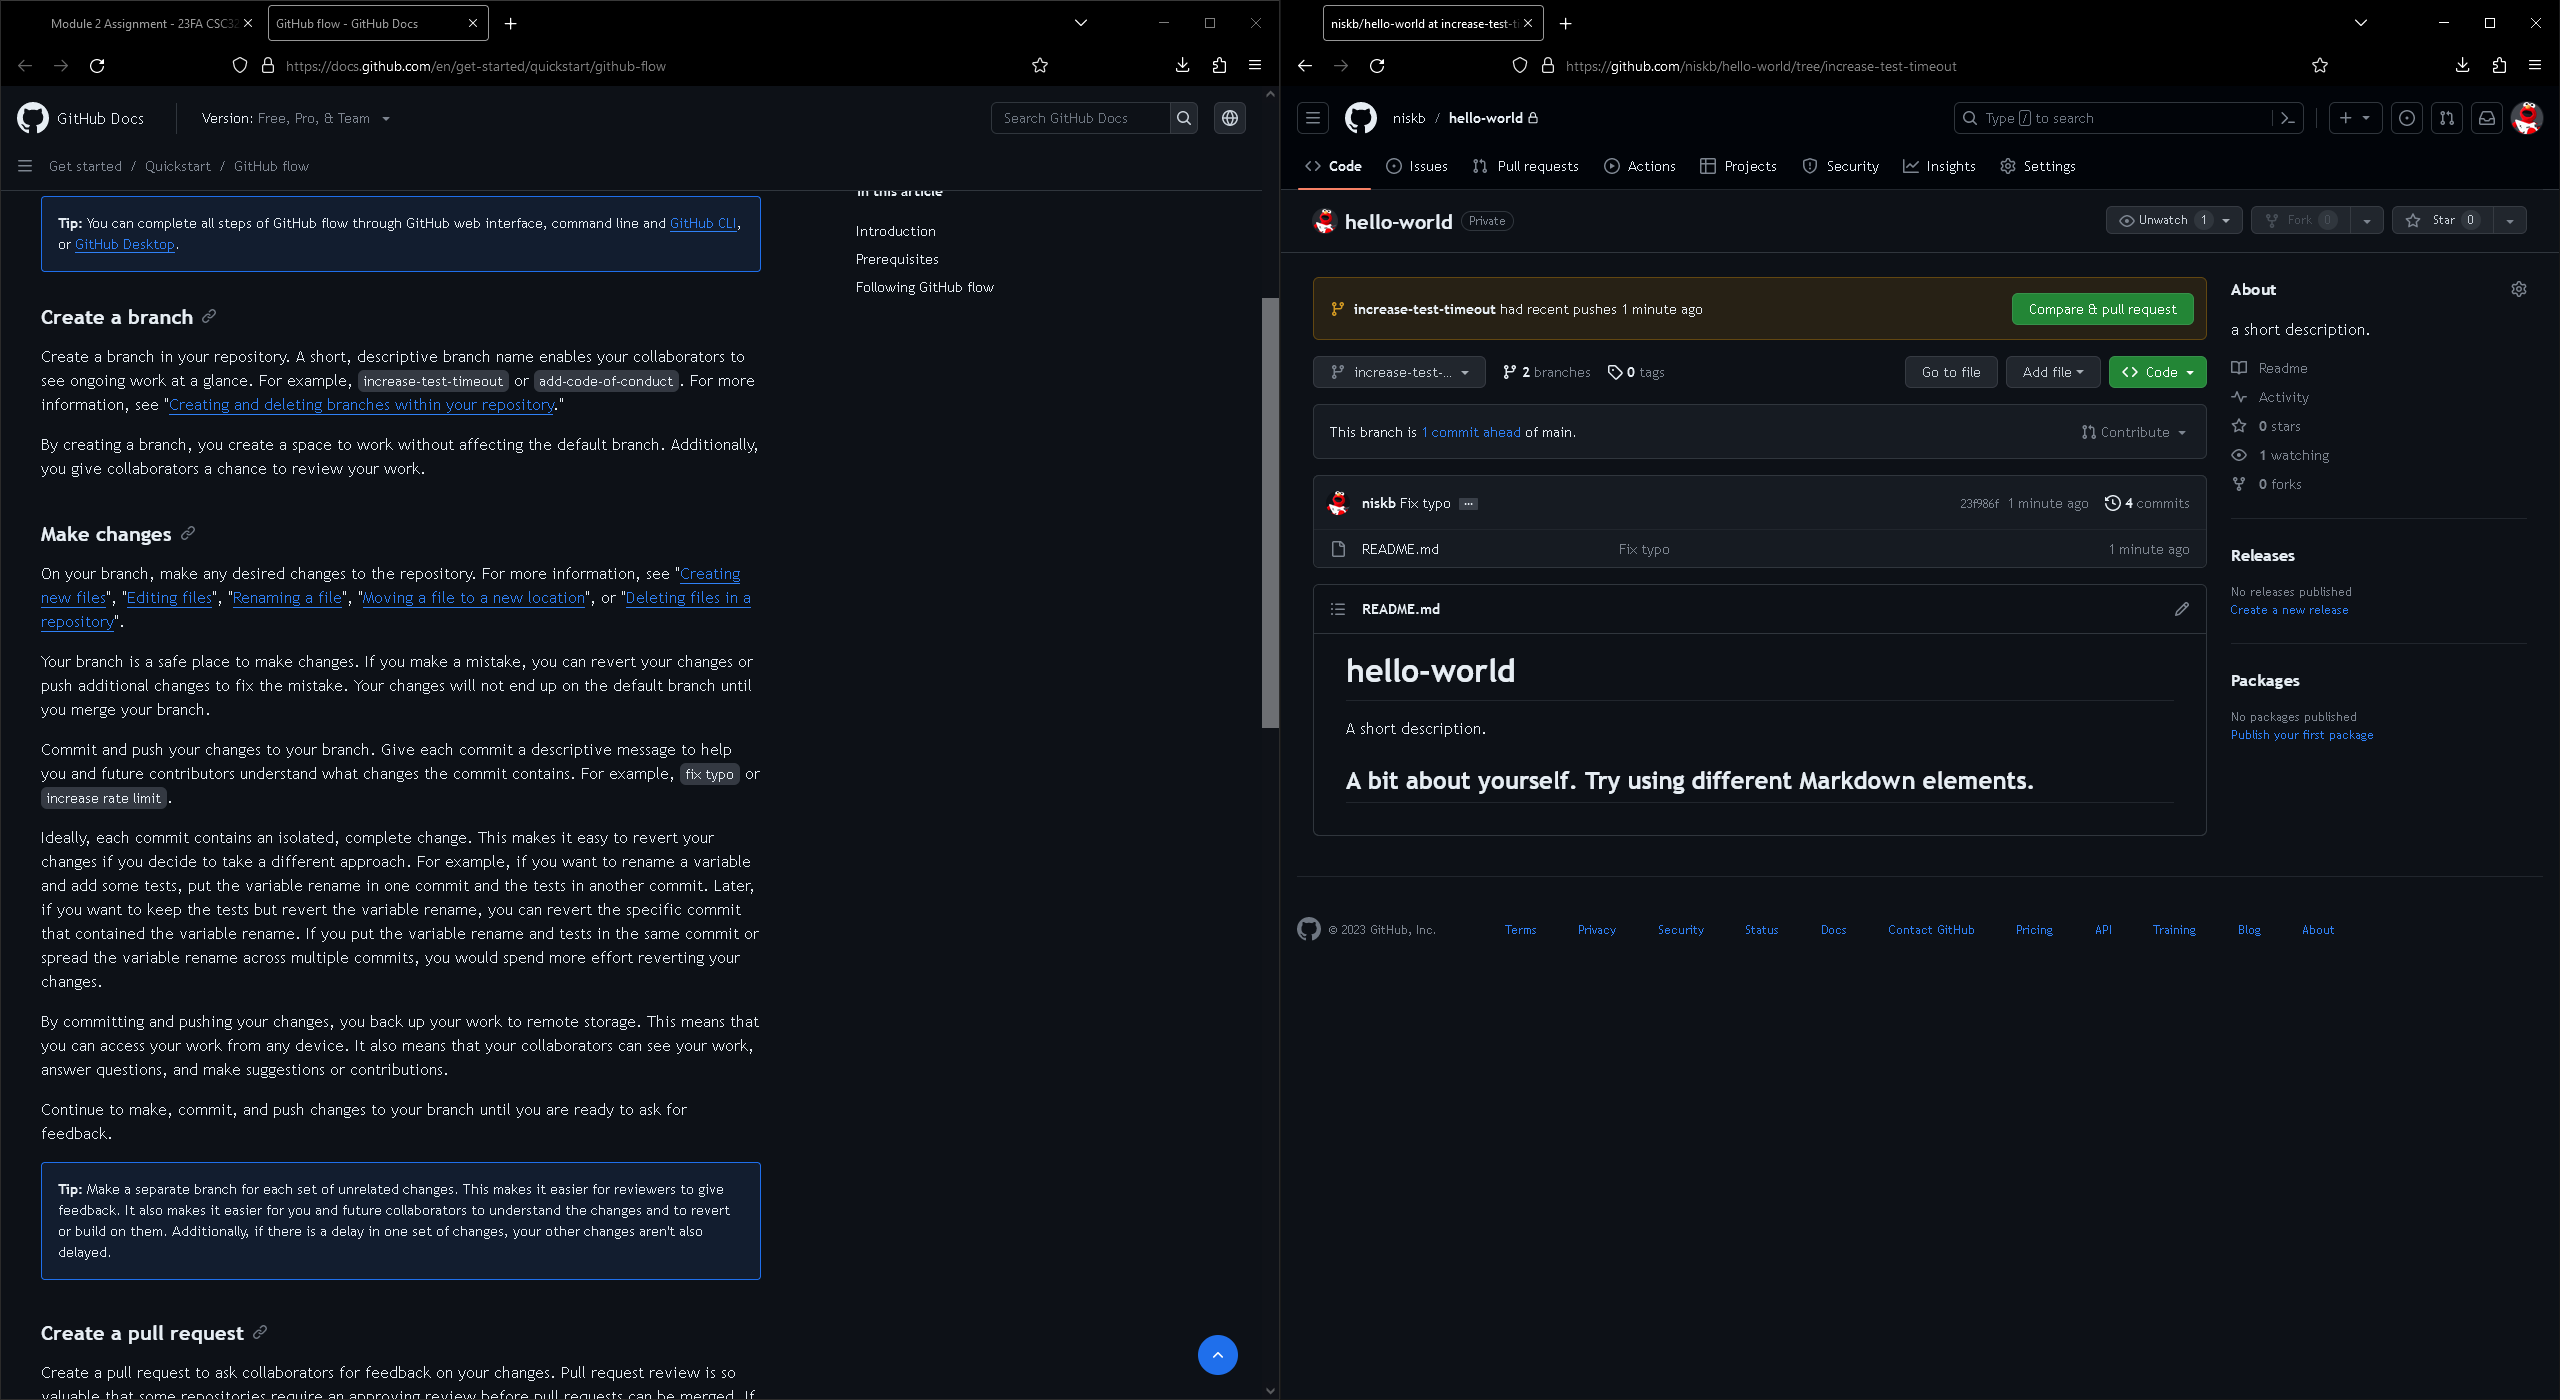 Module 2 Assignment - 23FA CSC32
GitHub flow - GitHub Docs
https://docs.github.com/en/get-started/quickstart/github-flow
GitHub Docs
Version: Free, Pro, & Team
Search GitHub Docs
Get started / Quickstart / GitHub flow
In this article
Introduction
Prerequisites
Following GitHub flow
Tip: You can complete all steps of GitHub flow through GitHub web interface, command line and GitHub CLI,
or GitHub Desktop.
Create a branch
Create a branch in your repository. A short, descriptive branch name enables your collaborators to
see ongoing work at a glance. For example, increase-test-timeout or add-code-of-conduct. For more
information, see "Creating and deleting branches within your repository."
By creating a branch, you create a space to work without affecting the default branch. Additionally,
you give collaborators a chance to review your work.
Make changes
On your branch, make any desired changes to the repository. For more information, see "Creating
new files", "Editing files", "Renaming a file", "Moving a file to a new location", or "Deleting files in a
repository".
Your branch is a safe place to make changes. If you make a mistake, you can revert your changes or
push additional changes to fix the mistake. Your changes will not end up on the default branch until
you merge your branch.
Commit and push your changes to your branch. Give each commit a descriptive message to help
you and future contributors understand what changes the commit contains. For example, fix typo or
increase rate limit.
Ideally, each commit contains an isolated, complete change. This makes it easy to revert your
changes if you decide to take a different approach. For example, if you want to rename a variable
and add some tests, put the variable rename in one commit and the tests in another commit. Later,
if you want to keep the tests but revert the variable rename, you can revert the specific commit
that contained the variable rename. If you put the variable rename and tests in the same commit or
spread the variable rename across multiple commits, you would spend more effort reverting your
changes.
By committing and pushing your changes, you back up your work to remote storage. This means that
you can access your work from any device. It also means that your collaborators can see your work,
answer questions, and make suggestions or contributions.
Continue to make, commit, and push changes to your branch until you are ready to ask for
feedback.
Tip: Make a separate branch for each set of unrelated changes. This makes it easier for reviewers to give
feedback. It also makes it easier for you and future collaborators to understand the changes and to revert
or build on them. Additionally, if there is a delay in one set of changes, your other changes aren't also
delayed.
Create a pull request
Create a pull request to ask collaborators for feedback on your changes. Pull request review is so
valuable that some repositories require an approving review before pull requests can be merged. If
niskb/hello-world at increase-test-ti
https://github.com/niskb/hello-world/tree/increase-test-timeout
niskb / hello-world
Type / to search
Code
Issues
Pull requests
Actions
Projects
Security
Insights
Settings
hello-world Private
Unwatch 1
Fork 0
Star 0
increase-test-timeout had recent pushes 1 minute ago
Compare & pull request
increase-test-...
2 branches
0 tags
Go to file
Add file
Code
This branch is 1 commit ahead of main.
Contribute
niskb Fix typo ...
23f986f 1 minute ago
4 commits
README.md
Fix typo
1 minute ago
README.md
hello-world
A short description.
A bit about yourself. Try using different Markdown elements.
About
a short description.
Readme
Activity
0 stars
1 watching
0 forks
Releases
No releases published
Create a new release
Packages
No packages published
Publish your first package
© 2023 GitHub, Inc.
Terms
Privacy
Security
Status
Docs
Contact GitHub
Pricing
API
Training
Blog
About